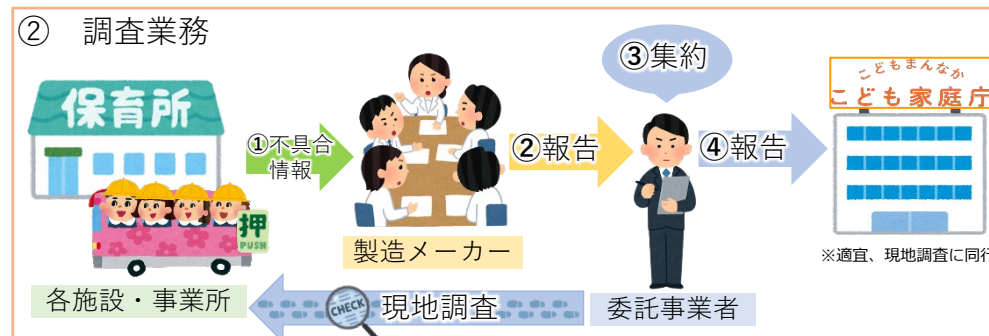 ② 調査業務
保育所
①不具合
情報
②報告
③集約
④報告
こどもまんなか
こども家庭庁
押
PUSH
製造メーカー
※適宜、現地調査に同行
各施設・事業所
CHECK
現地調査
委託事業者